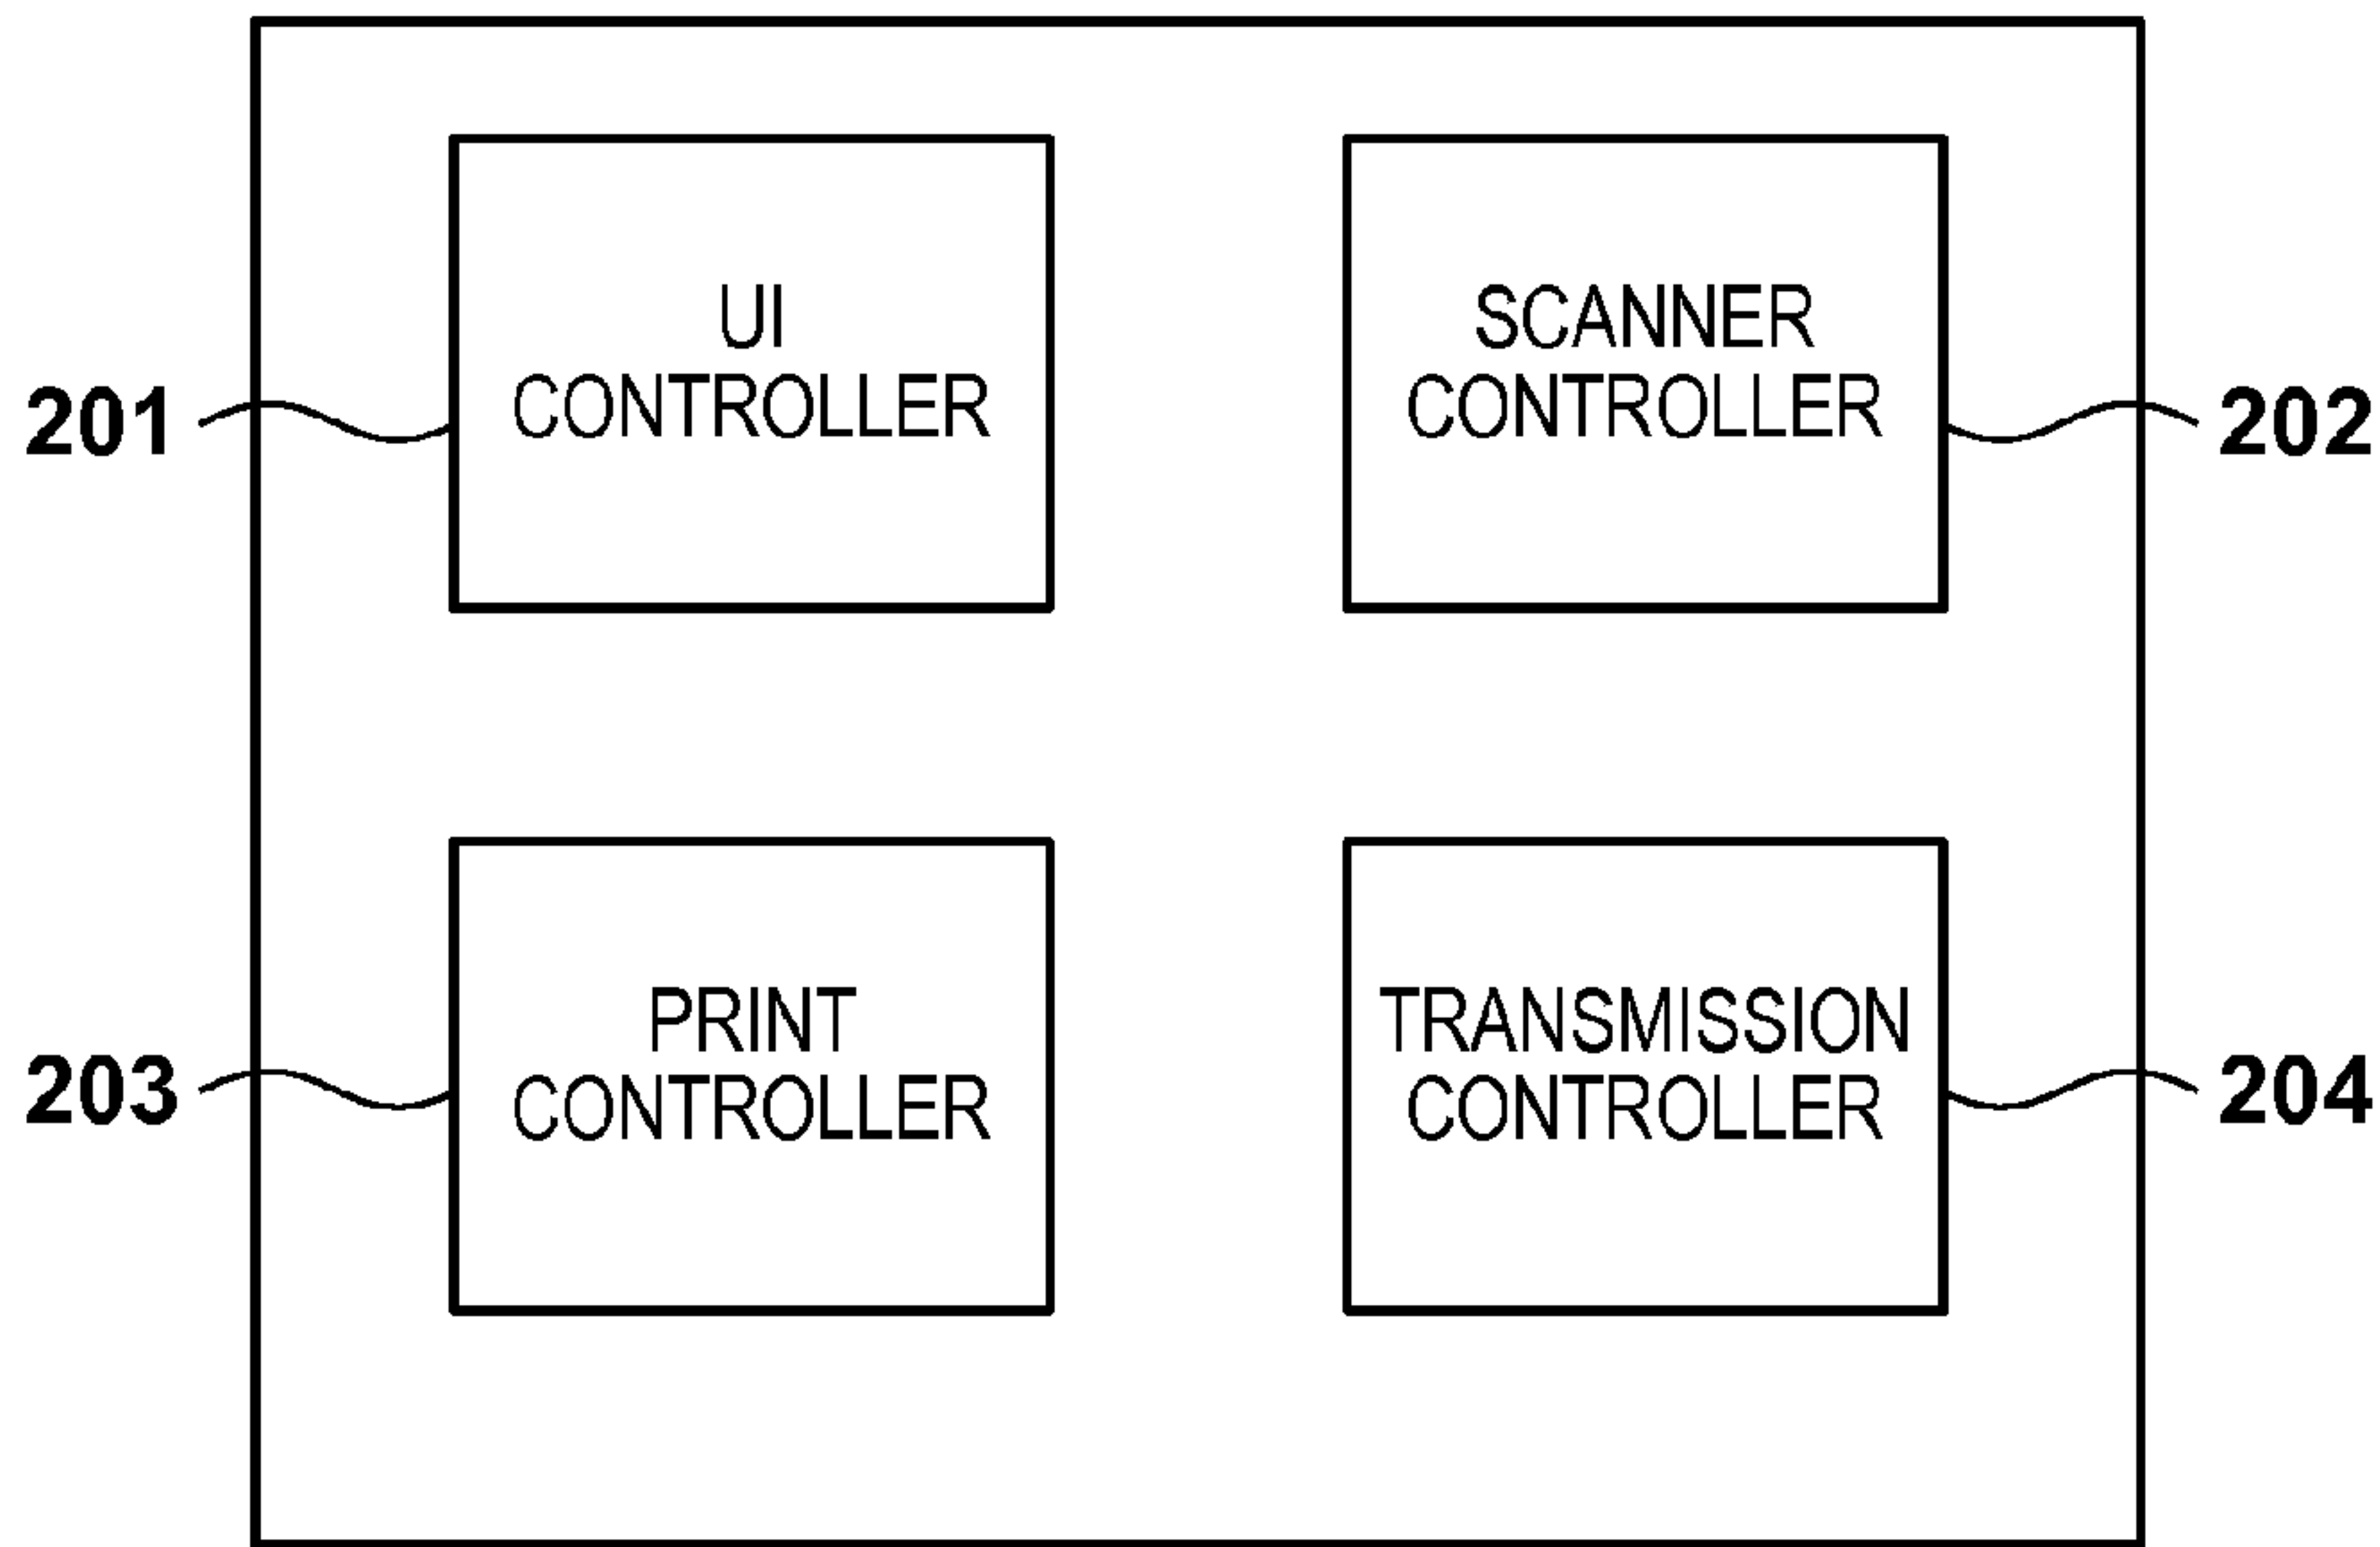 UI
CONTROLLER
SCANNER
CONTROLLER
201
202
PRINT
CONTROLLER
TRANSMISSION
CONTROLLER
203
204